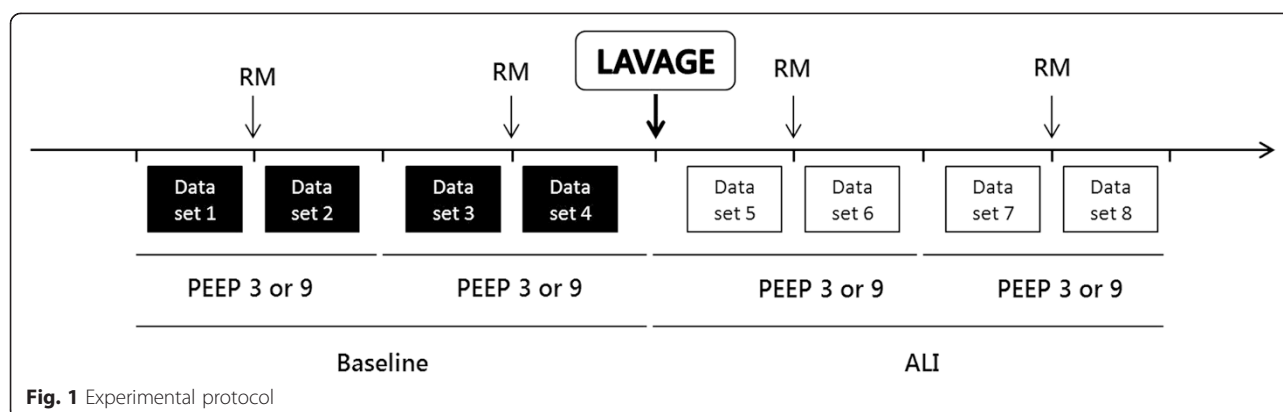 RM
RM
LAVAGE
RM
RM
Data
set 1
Data
set 2
Data
set 3
Data
set 4
Data
set 5
Data
set 6
Data
set 7
Data
set 8
PEEP 3 or 9
PEEP 3 or 9
PEEP 3 or 9
PEEP 3 or 9
Baseline
ALI
Fig. 1 Experimental protocol